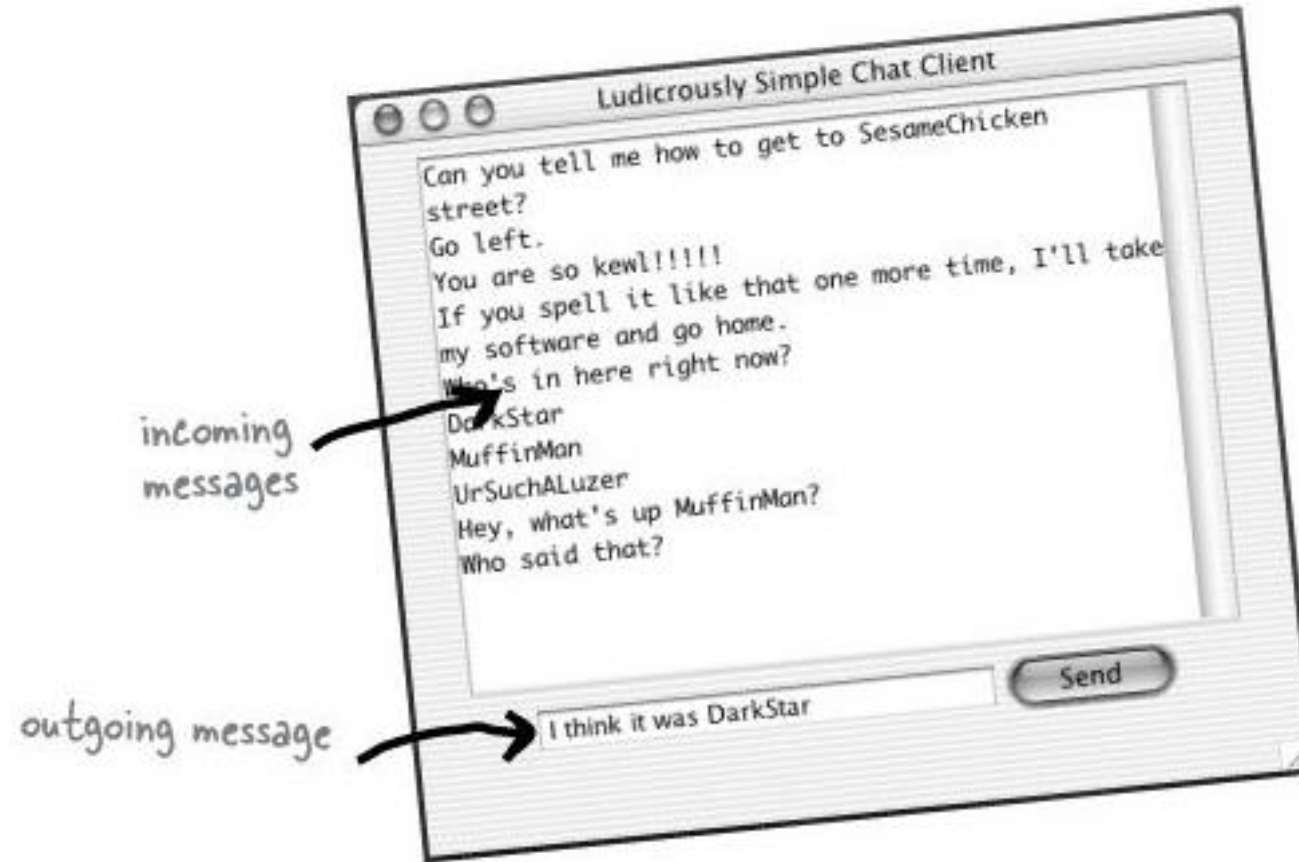 Ludicrously Simple Chat Client
Can you tell me how to get to SesameChicken
street?
Go left.
You are so kewl!!!!!
If you spell it like that one more time, I'll take
my software and go home.
Who's in here right now?
DarkStar
MuffinMan
UrSuchALuzer
Hey, what's up MuffinMan?
Who said that?
incoming
messages
I think it was DarkStar
Send
outgoing message